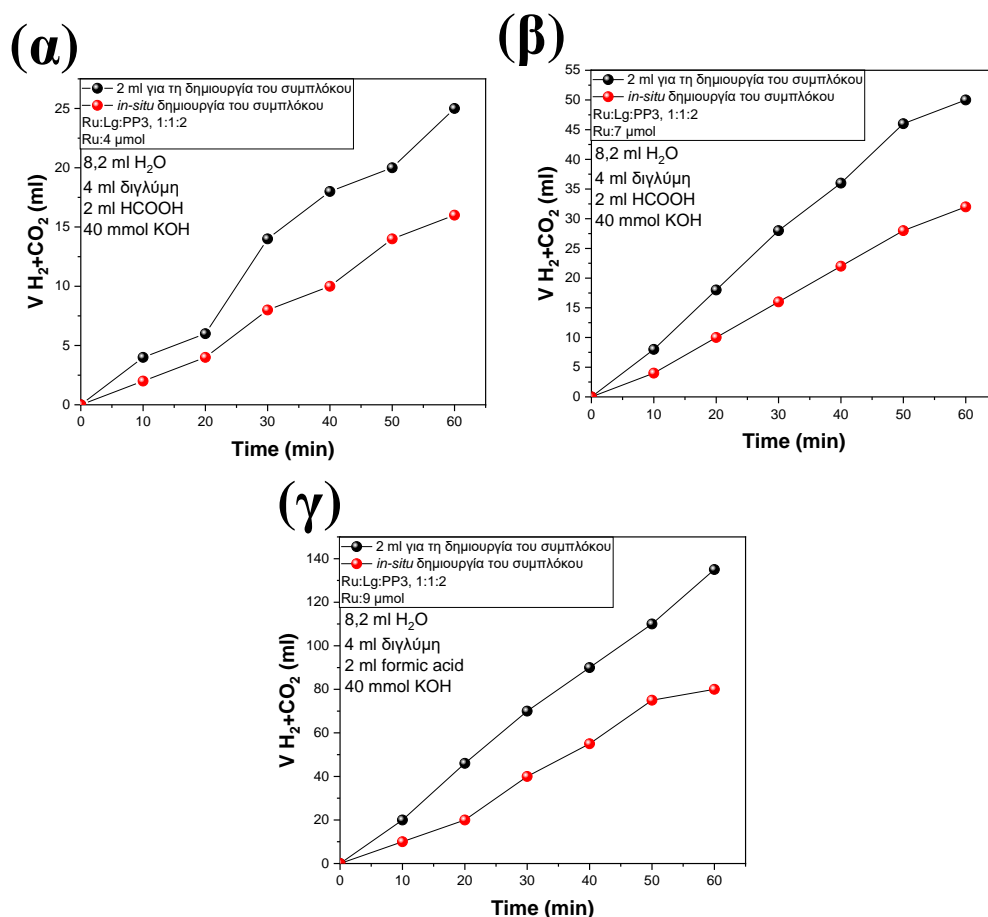 (α)
2 ml για τη δημιουργία του συμπλόκου
in-situ δημιουργία του συμπλόκου
Ru:Lg:PP3, 1:1:2
Ru:4 μmol
8,2 ml H₂O
4 ml διγλύμη
2 ml HCOOH
40 mmol KOH
V H₂+CO₂ (ml)
25
20
15
10
5
0
0 10 20 30 40 50 60
Time (min)
(β)
2 ml για τη δημιουργία του συμπλόκου
in-situ δημιουργία του συμπλόκου
Ru:Lg:PP3, 1:1:2
Ru:7 μmol
8,2 ml H₂O
4 ml διγλύμη
2 ml HCOOH
40 mmol KOH
V H₂+CO₂ (ml)
55
50
45
40
35
30
25
20
15
10
5
0
0 10 20 30 40 50 60
Time (min)
(γ)
2 ml για τη δημιουργία του συμπλόκου
in-situ δημιουργία του συμπλόκου
Ru:Lg:PP3, 1:1:2
Ru:9 μmol
8,2 ml H₂O
4 ml διγλύμη
2 ml formic acid
40 mmol KOH
V H₂+CO₂ (ml)
140
120
100
80
60
40
20
0
0 10 20 30 40 50 60
Time (min)